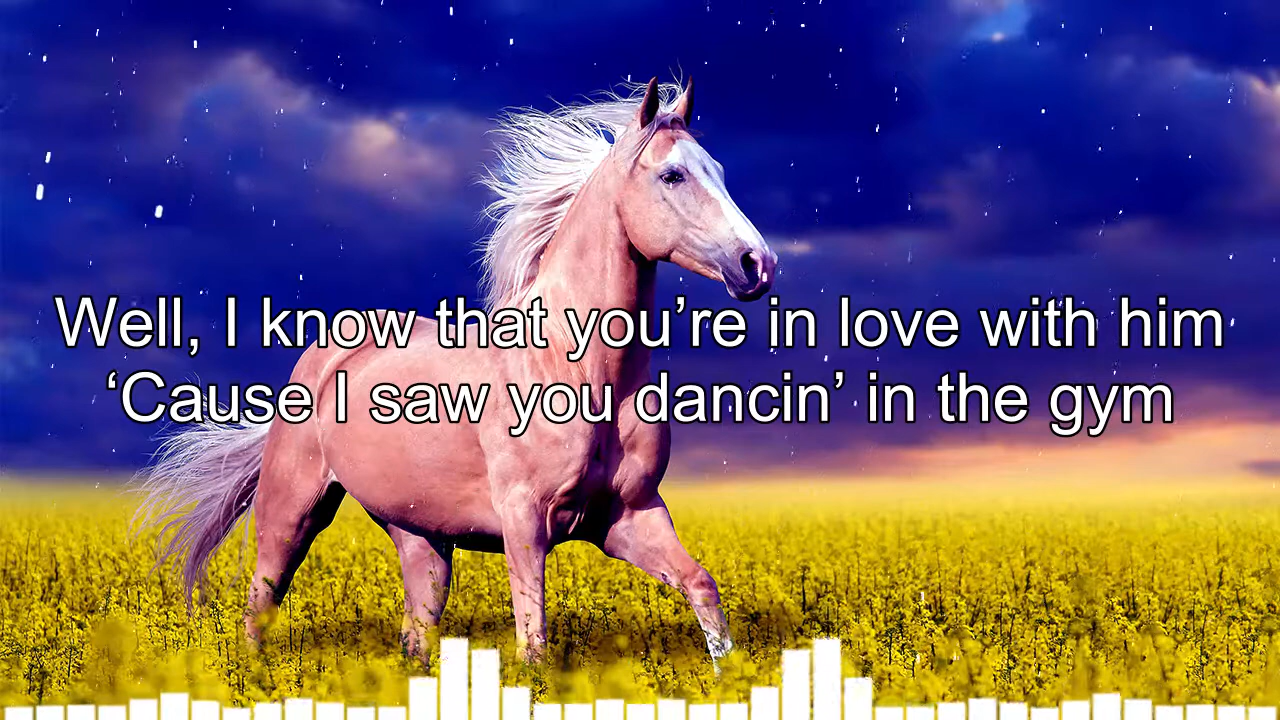 Well, I know that you’re in love with him
‘Cause I saw you dancin’ in the gym